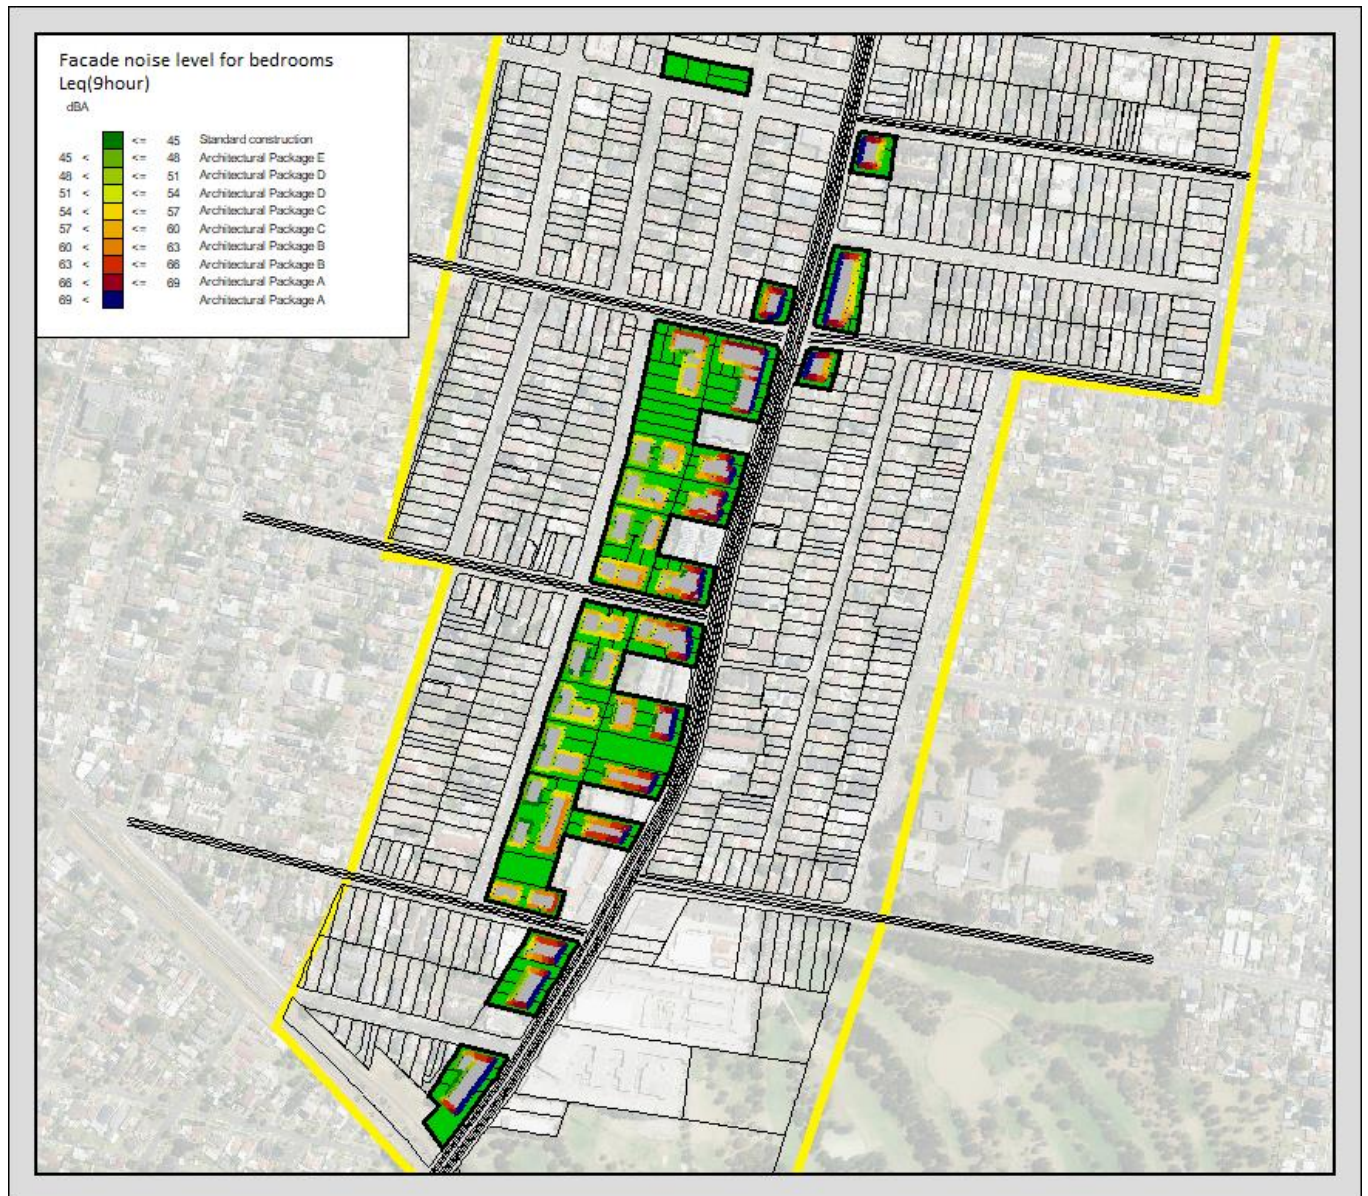 Facade noise level for bedrooms
Leq(9hour)
dBA
<= 45 Standard construction
45 < <= 48 Architectural Package E
48 < <= 51 Architectural Package D
51 < <= 54 Architectural Package D
54 < <= 57 Architectural Package C
57 < <= 60 Architectural Package C
60 < <= 63 Architectural Package B
63 < <= 66 Architectural Package B
66 < <= 69 Architectural Package A
69 < Architectural Package A